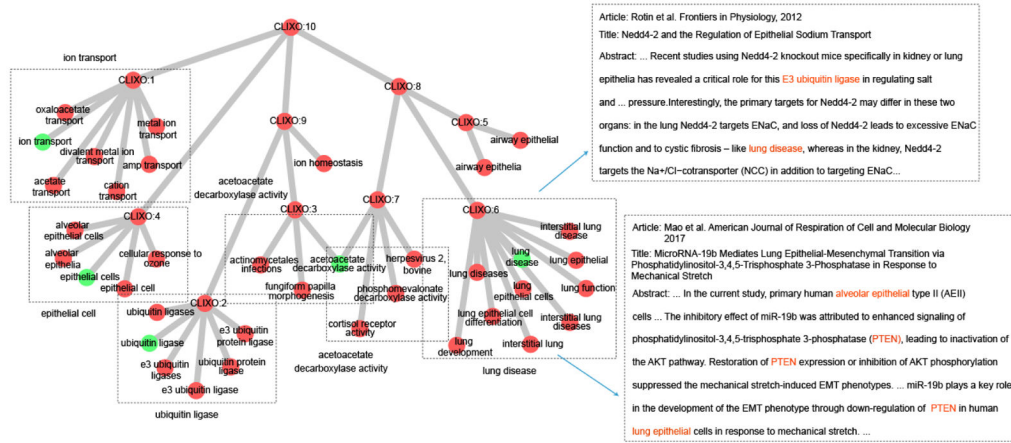 CLIXO:10
ion transport
CLIXO:1
oxaloacetate
transport
metal ion
transport
ion transport
divalent metal ion
transport
amp transport
acetate
transport
cation
transport
CLIXO:8
CLIXO:9
CLIXO:5
airway epithelial
airway epithelia
ion homeostasis
acetoacetate
decarboxylase activity
CLIXO:4
alveolar
epithelial cells
alveolar
epithelia
cellular response to
ozone
epithelial cells
epithelial cell
epithelial cell
CLIXO:3
actinomycetales
infections
fungiform papilla
morphogenesis
acetoacetate
decarboxylase activity
CLIXO:7
herpesvirus 2,
bovine
phosphomevalonate
decarboxylase activity
cortisol receptor
activity
acetoacetate
decarboxylase activity
CLIXO:6
interstitial lung
disease
lung
disease
lung epithelial
lung diseases
lung
epithelial cells
lung function
lung epithelial cell
differentiation
interstitial lung
diseases
lung
development
interstitial lung
lung disease
CLIXO:2
ubiquitin
ligases
e3 ubiquitin
protein ligase
ubiquitin ligase
e3 ubiquitin
ligases
ubiquitin protein
ligase
e3 ubiquitin ligase
ubiquitin ligase
Article: Rotin et al. Frontiers in Physiology, 2012
Title: Nedd4-2 and the Regulation of Epithelial Sodium Transport
Abstract: ... Recent studies using Nedd4-2 knockout mice specifically in kidney or lung
epithelia has revealed a critical role for this E3 ubiquitin ligase in regulating salt
and ... pressure.Interestingly, the primary targets for Nedd4-2 may differ in these two
organs: in the lung Nedd4-2 targets ENaC, and loss of Nedd4-2 leads to excessive ENaC
function and to cystic fibrosis – like lung disease, whereas in the kidney, Nedd4-2
targets the Na+/Cl−cotransporter (NCC) in addition to targeting ENaC...
Article: Mao et al. American Journal of Respiration of Cell and Molecular Biology
2017
Title: MicroRNA-19b Mediates Lung Epithelial-Mesenchymal Transition via
Phosphatidylinositol-3,4,5-Trisphosphate 3-Phosphatase in Response to
Mechanical Stretch
Abstract: ... In the current study, primary human alveolar epithelial type II (AEII)
cells ... The inhibitory effect of miR-19b was attributed to enhanced signaling of
phosphatidylinositol-3,4,5-trisphosphate 3-phosphatase (PTEN), leading to inactivation of
the AKT pathway. Restoration of PTEN expression or inhibition of AKT phosphorylation
suppressed the mechanical stretch-induced EMT phenotypes. ... miR-19b plays a key role
in the development of the EMT phenotype through down-regulation of PTEN in human
lung epithelial cells in response to mechanical stretch. ...